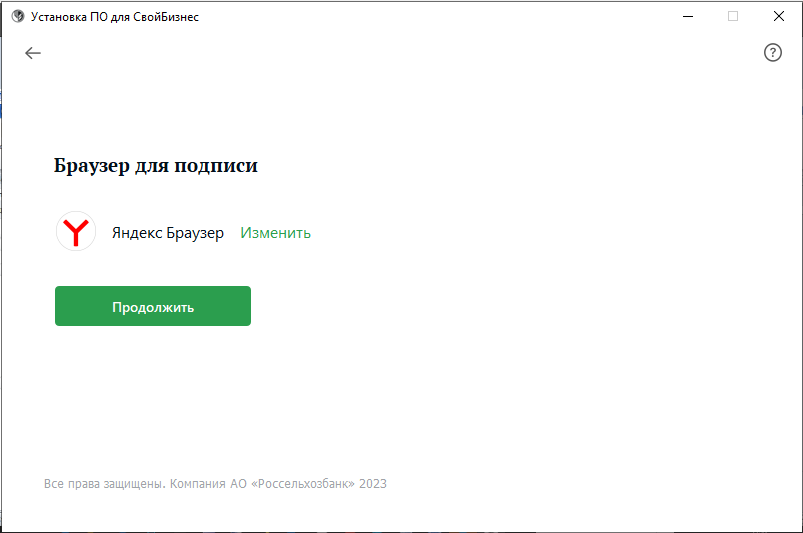 Установка ПО для СвойБизнес
Браузер для подписи
Яндекс Браузер Изменить
Продолжить
Все права защищены. Компания АО «Россельхозбанк» 2023